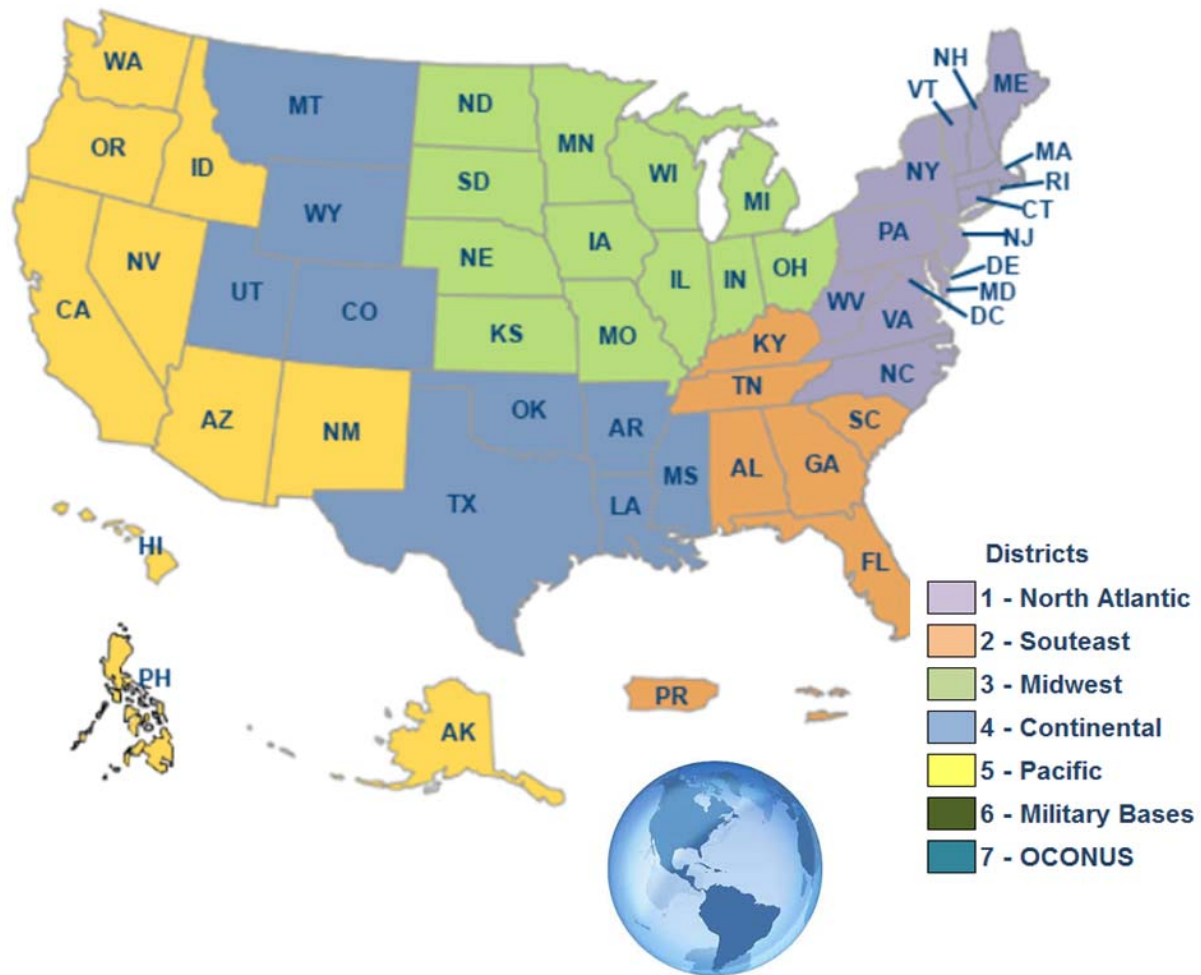 WA
MT
ND
MN
NH
VT
ME
OR
ID
SD
WI
MI
NY
MA
RI
CT
WY
NE
IA
PA
NJ
NV
UT
CO
IL
IN
OH
DE
MD
DC
CA
KS
MO
WV
VA
KY
NC
TN
AZ
NM
OK
AR
SC
TX
LA
MS
AL
GA
FL
HI
PH
AK
PR
Districts
1 - North Atlantic
2 - Souteast
3 - Midwest
4 - Continental
5 - Pacific
6 - Military Bases
7 - OCONUS